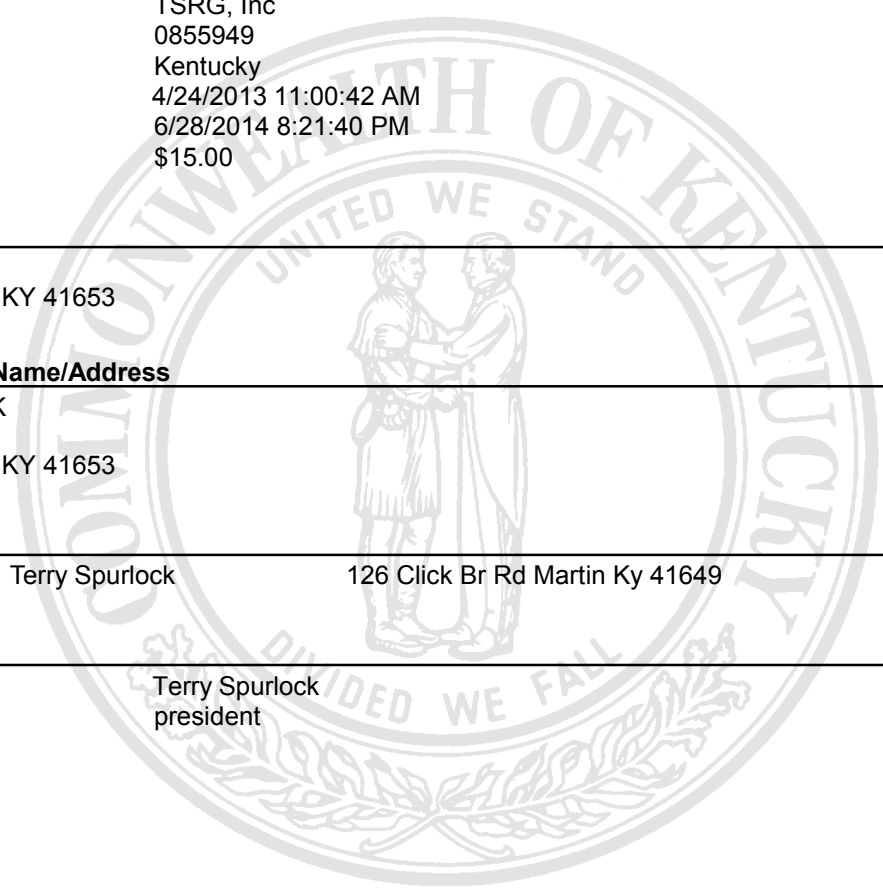 TSRG, Inc
0855949
Kentucky
4/24/2013 11:00:42 AM
6/28/2014 8:21:40 PM
$15.00
KY 41653
Name/Address
K
KY 41653
Terry Spurlock 126 Click Br Rd Martin Ky 41649
Terry Spurlock
president
COMMONWEALTH OF KENTUCKY
UNITED WE STAND
DIVIDED WE FALL